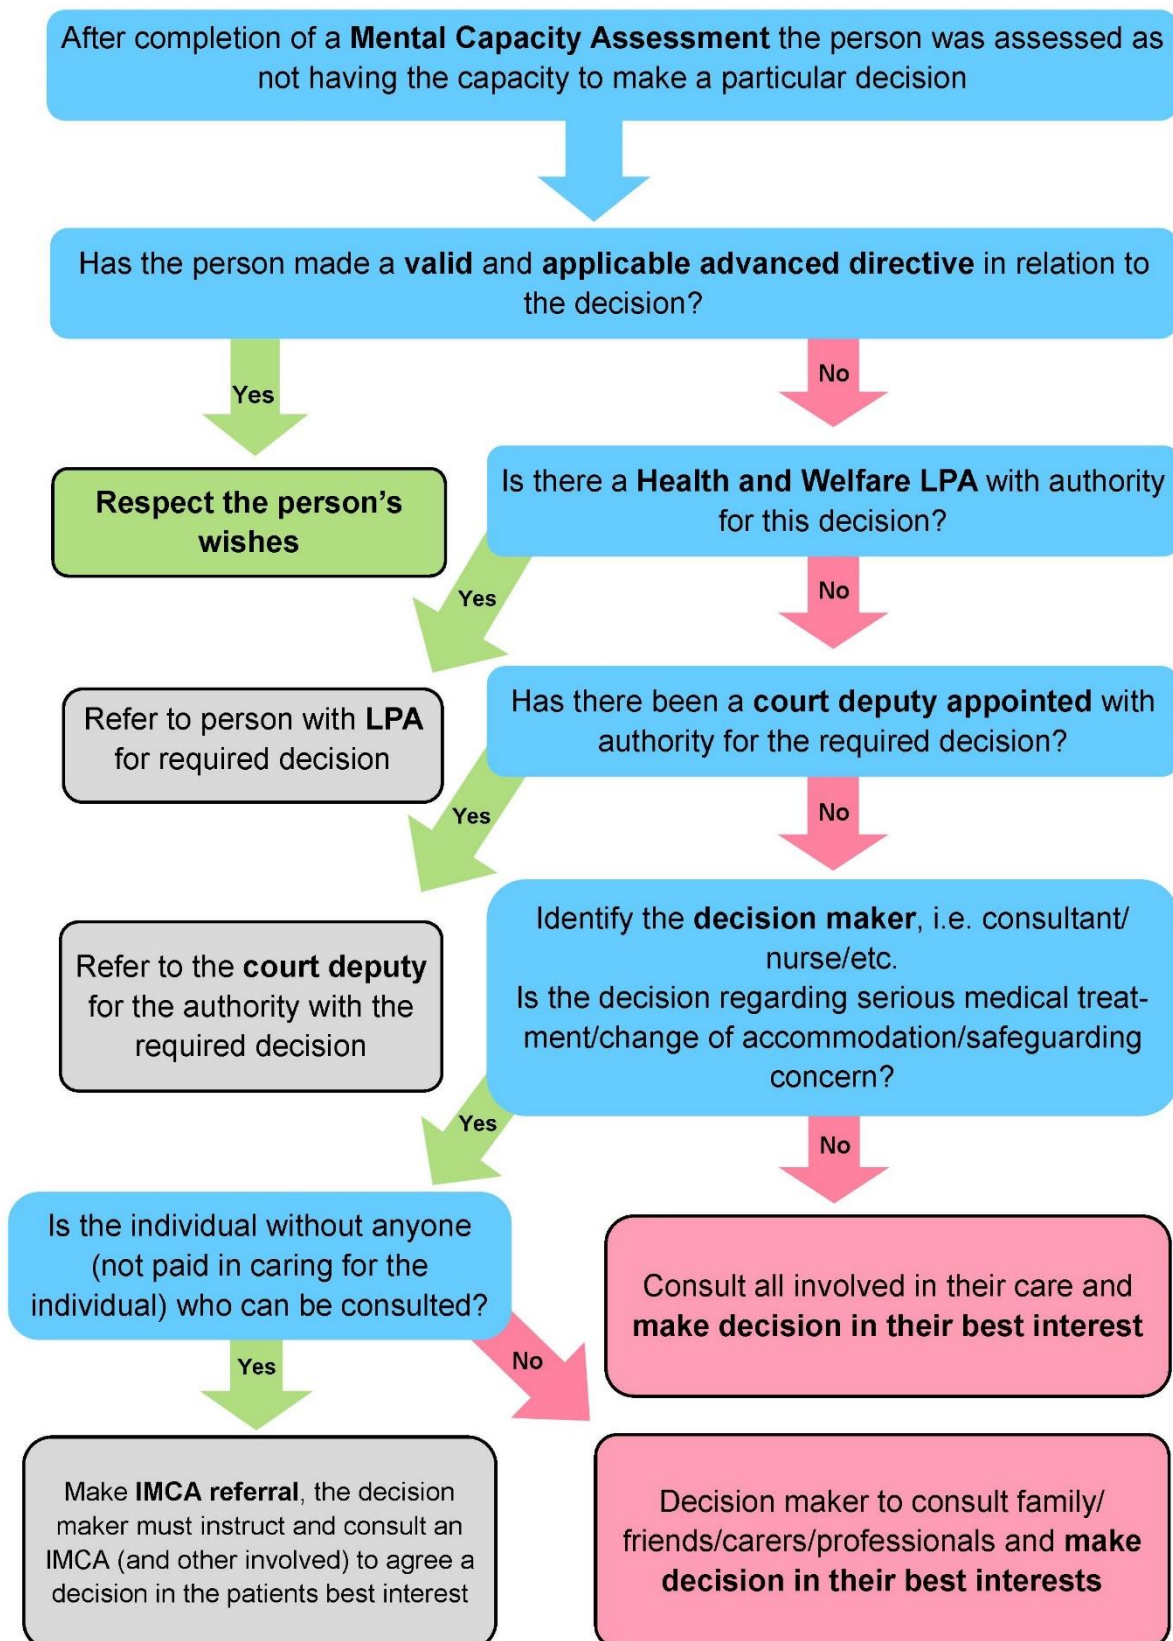 After completion of a Mental Capacity Assessment the person was assessed as
not having the capacity to make a particular decision
Has the person made a valid and applicable advanced directive in relation to
the decision?
Yes
No
Respect the person's
wishes
Is there a Health and Welfare LPA with authority
for this decision?
Yes
No
Refer to person with LPA
for required decision
Has there been a court deputy appointed with
authority for the required decision?
Yes
No
Refer to the court deputy
for the authority with the
required decision
Identify the decision maker, i.e. consultant/
nurse/etc.
Is the decision regarding serious medical treat-
ment/change of accommodation/safeguarding
concern?
Yes
No
Is the individual without anyone
(not paid in caring for the
individual) who can be consulted?
Consult all involved in their care and
make decision in their best interest
Yes
No
Make IMCA referral, the decision
maker must instruct and consult an
IMCA (and other involved) to agree a
decision in the patients best interest
Decision maker to consult family/
friends/carers/professionals and make
decision in their best interests